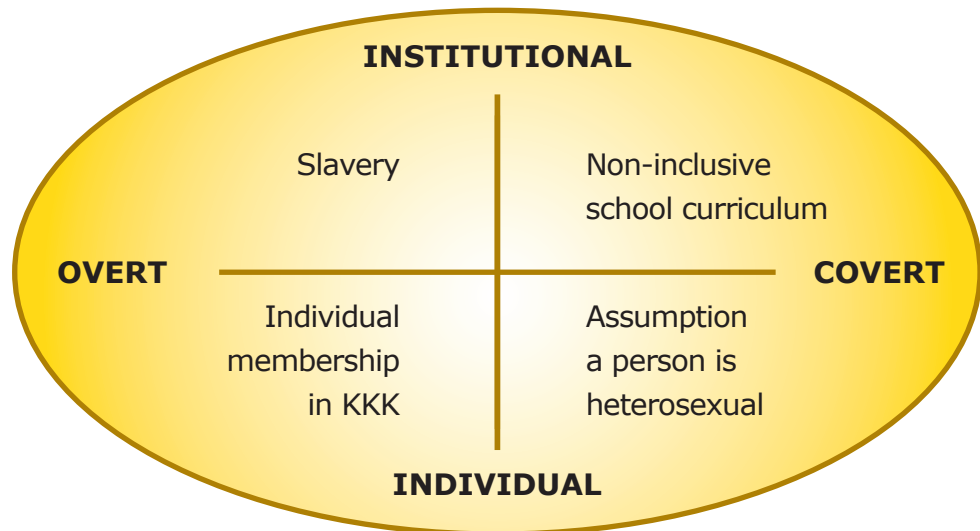 INSTITUTIONAL
Slavery
Non-inclusive
school curriculum
OVERT
COVERT
Individual
membership
in KKK
Assumption
a person is
heterosexual
INDIVIDUAL